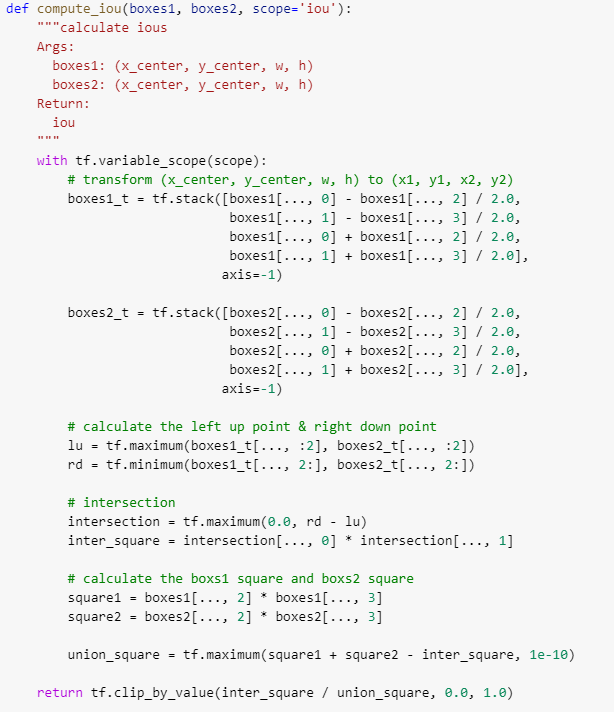 def compute_iou(boxes1, boxes2, scope='iou'):
    """calculate ious
    Args:
      boxes1: (x_center, y_center, w, h)
      boxes2: (x_center, y_center, w, h)
    Return:
      iou
    """
    with tf.variable_scope(scope):
        # transform (x_center, y_center, w, h) to (x1, y1, x2, y2)
        boxes1_t = tf.stack([boxes1[..., 0] - boxes1[..., 2] / 2.0,
                             boxes1[..., 1] - boxes1[..., 3] / 2.0,
                             boxes1[..., 0] + boxes1[..., 2] / 2.0,
                             boxes1[..., 1] + boxes1[..., 3] / 2.0],
                            axis=-1)

        boxes2_t = tf.stack([boxes2[..., 0] - boxes2[..., 2] / 2.0,
                             boxes2[..., 1] - boxes2[..., 3] / 2.0,
                             boxes2[..., 0] + boxes2[..., 2] / 2.0,
                             boxes2[..., 1] + boxes2[..., 3] / 2.0],
                            axis=-1)

        # calculate the left up point & right down point
        lu = tf.maximum(boxes1_t[..., :2], boxes2_t[..., :2])
        rd = tf.minimum(boxes1_t[..., 2:], boxes2_t[..., 2:])

        # intersection
        intersection = tf.maximum(0.0, rd - lu)
        inter_square = intersection[..., 0] * intersection[..., 1]

        # calculate the boxs1 square and boxs2 square
        square1 = boxes1[..., 2] * boxes1[..., 3]
        square2 = boxes2[..., 2] * boxes2[..., 3]

        union_square = tf.maximum(square1 + square2 - inter_square, 1e-10)

    return tf.clip_by_value(inter_square / union_square, 0.0, 1.0)